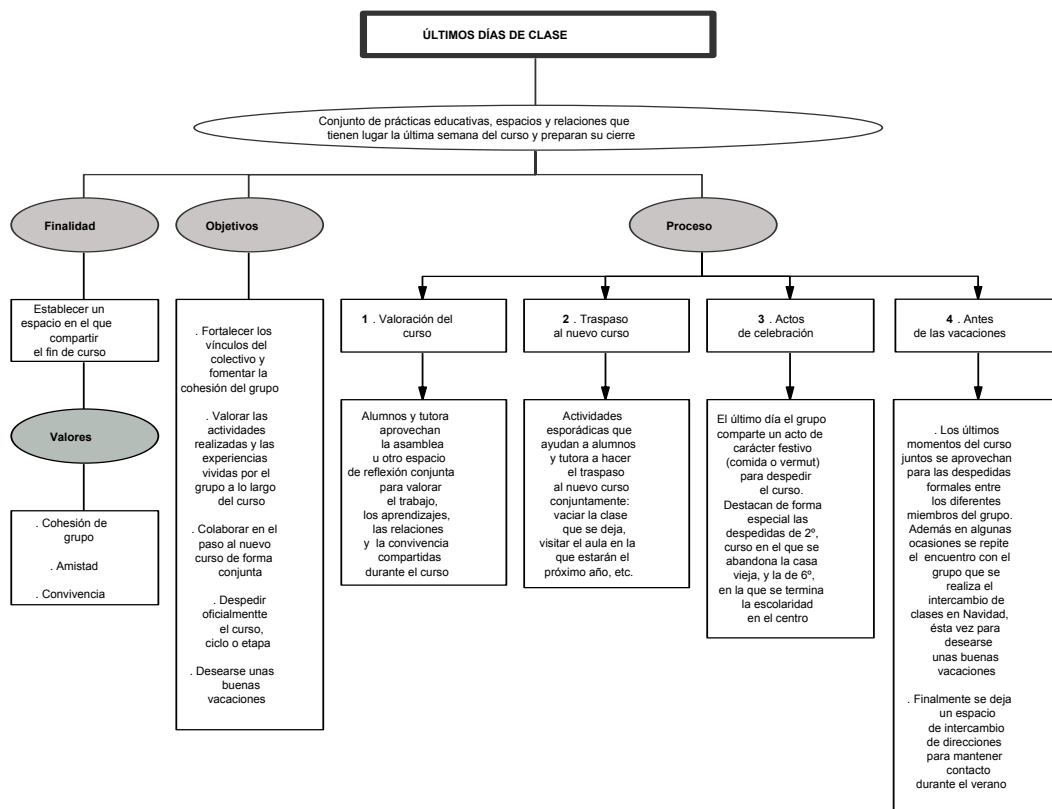 ÚLTIMOS DÍAS DE CLASE
Conjunto de prácticas educativas, espacios y relaciones que
tienen lugar la última semana del curso y preparan su cierre
Finalidad
Establecer un
espacio en el que
compartir
el fin de curso
Valores
. Cohesión de
grupo
. Amistad
. Convivencia
Objetivos
. Fortalecer los
vínculos del
colectivo y
fomentar la
cohesión del grupo
. Valorar las
actividades
realizadas y las
experiencias
vividas por el
grupo a lo largo
del curso
. Colaborar en el
paso al nuevo
curso de forma
conjunta
. Despedir
oficialmentte
el curso,
ciclo o etapa
. Desearse unas
buenas
vacaciones
Proceso
1 . Valoración del
curso
Alumnos y tutora
aprovechan
la asamblea
u otro espacio
de reflexión conjunta
para valorar
el trabajo,
los aprendizajes,
las relaciones
y la convivencia
compartidas
durante el curso
2 . Traspaso
al nuevo curso
Actividades
esporádicas que
ayudan a alumnos
y tutora a hacer
el traspaso
al nuevo curso
conjuntamente:
vaciar la clase
que se deja,
visitar el aula en la
que estarán el
próximo año, etc.
3 . Actos
de celebración
El último día el grupo
comparte un acto de
carácter festivo
(comida o vermut)
para despedir
el curso.
Destacan de forma
especial las
despedidas de 2º,
curso en el que se
abandona la casa
vieja, y la de 6º,
en la que se termina
la escolaridad
en el centro
4 . Antes
de las vacaciones
. Los últimos
momentos del curso
juntos se aprovechan
para las despedidas
formales entre
los diferentes
miembros del grupo.
Además en algunas
ocasiones se repite
el encuentro con el
grupo que se
realiza el
intercambio de
clases en Navidad,
ésta vez para
desearse
unas buenas
vacaciones
. Finalmente se deja
un espacio
de intercambio
de direcciones
para mantener
contacto
durante el verano